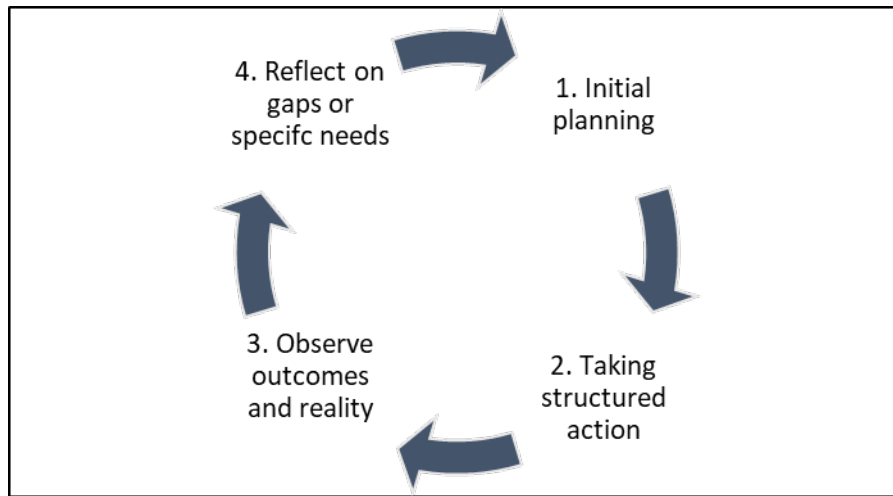 1. Initial
planning
2. Taking
structured
action
3. Observe
outcomes
and reality
4. Reflect on
gaps or
specifc needs